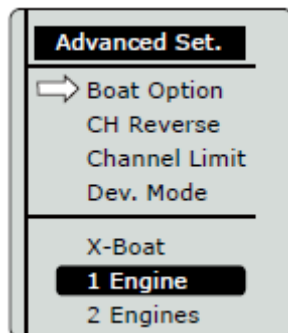 Advanced Set.
Boat Option
CH Reverse
Channel Limit
Dev. Mode
X-Boat
1 Engine
2 Engines